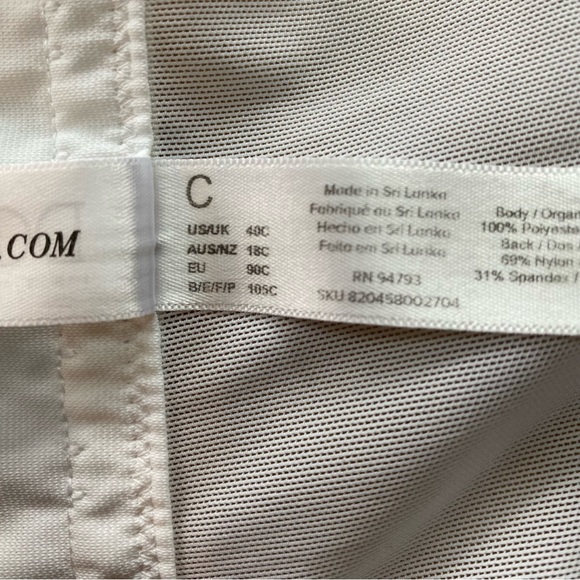 .COM
C
US/UK 40C
AUS/NZ 18C
EU 90C
B/E/F/P 105C
Made in Sri Lanka
Fabriqué au Sri Lanka
Hecho en Sri Lanka
Feito em Sri Lanka
RN 94793
SKU 820458002704
Body / Organ
100% Polyeste
Back / Dos
69% Nylon
31% Spandex /